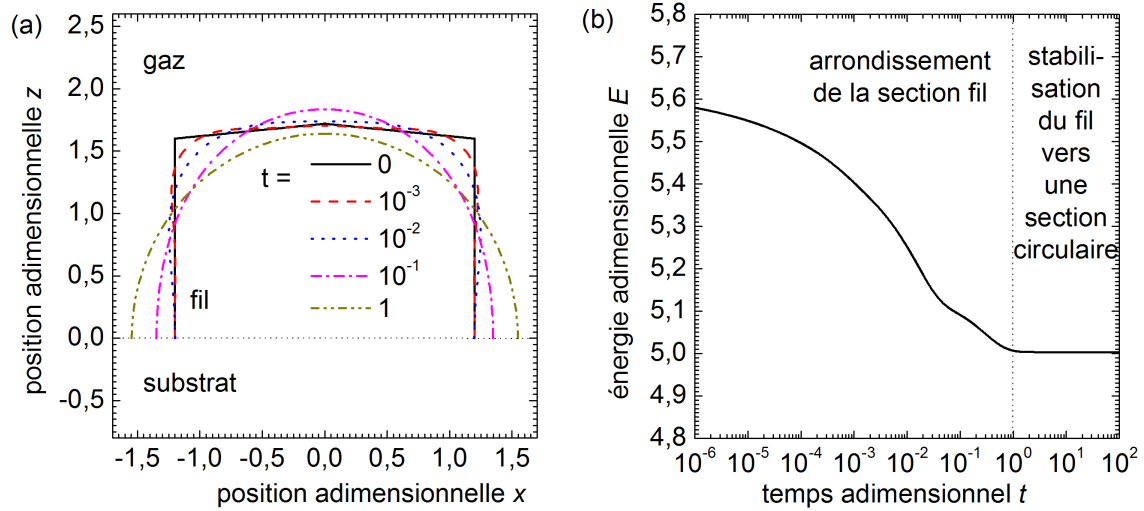 (a)
2,5
2,0
1,5
1,0
0,5
0,0
-0,5
position adimensionnelle z
gaz
t =
0
10-3
10-2
10-1
1
fil
substrat
-1,5 -1,0 -0,5 0,0 0,5 1,0 1,5
position adimensionnelle x
(b)
5,8
5,7
5,6
5,5
5,4
5,3
5,2
5,1
5,0
4,9
4,8
énergie adimensionnelle E
arrondissement
de la section fil
stabili-
sation
du fil
vers
une
section
circulaire
10-6 10-5 10-4 10-3 10-2 10-1 100 101 102
temps adimensionnel t